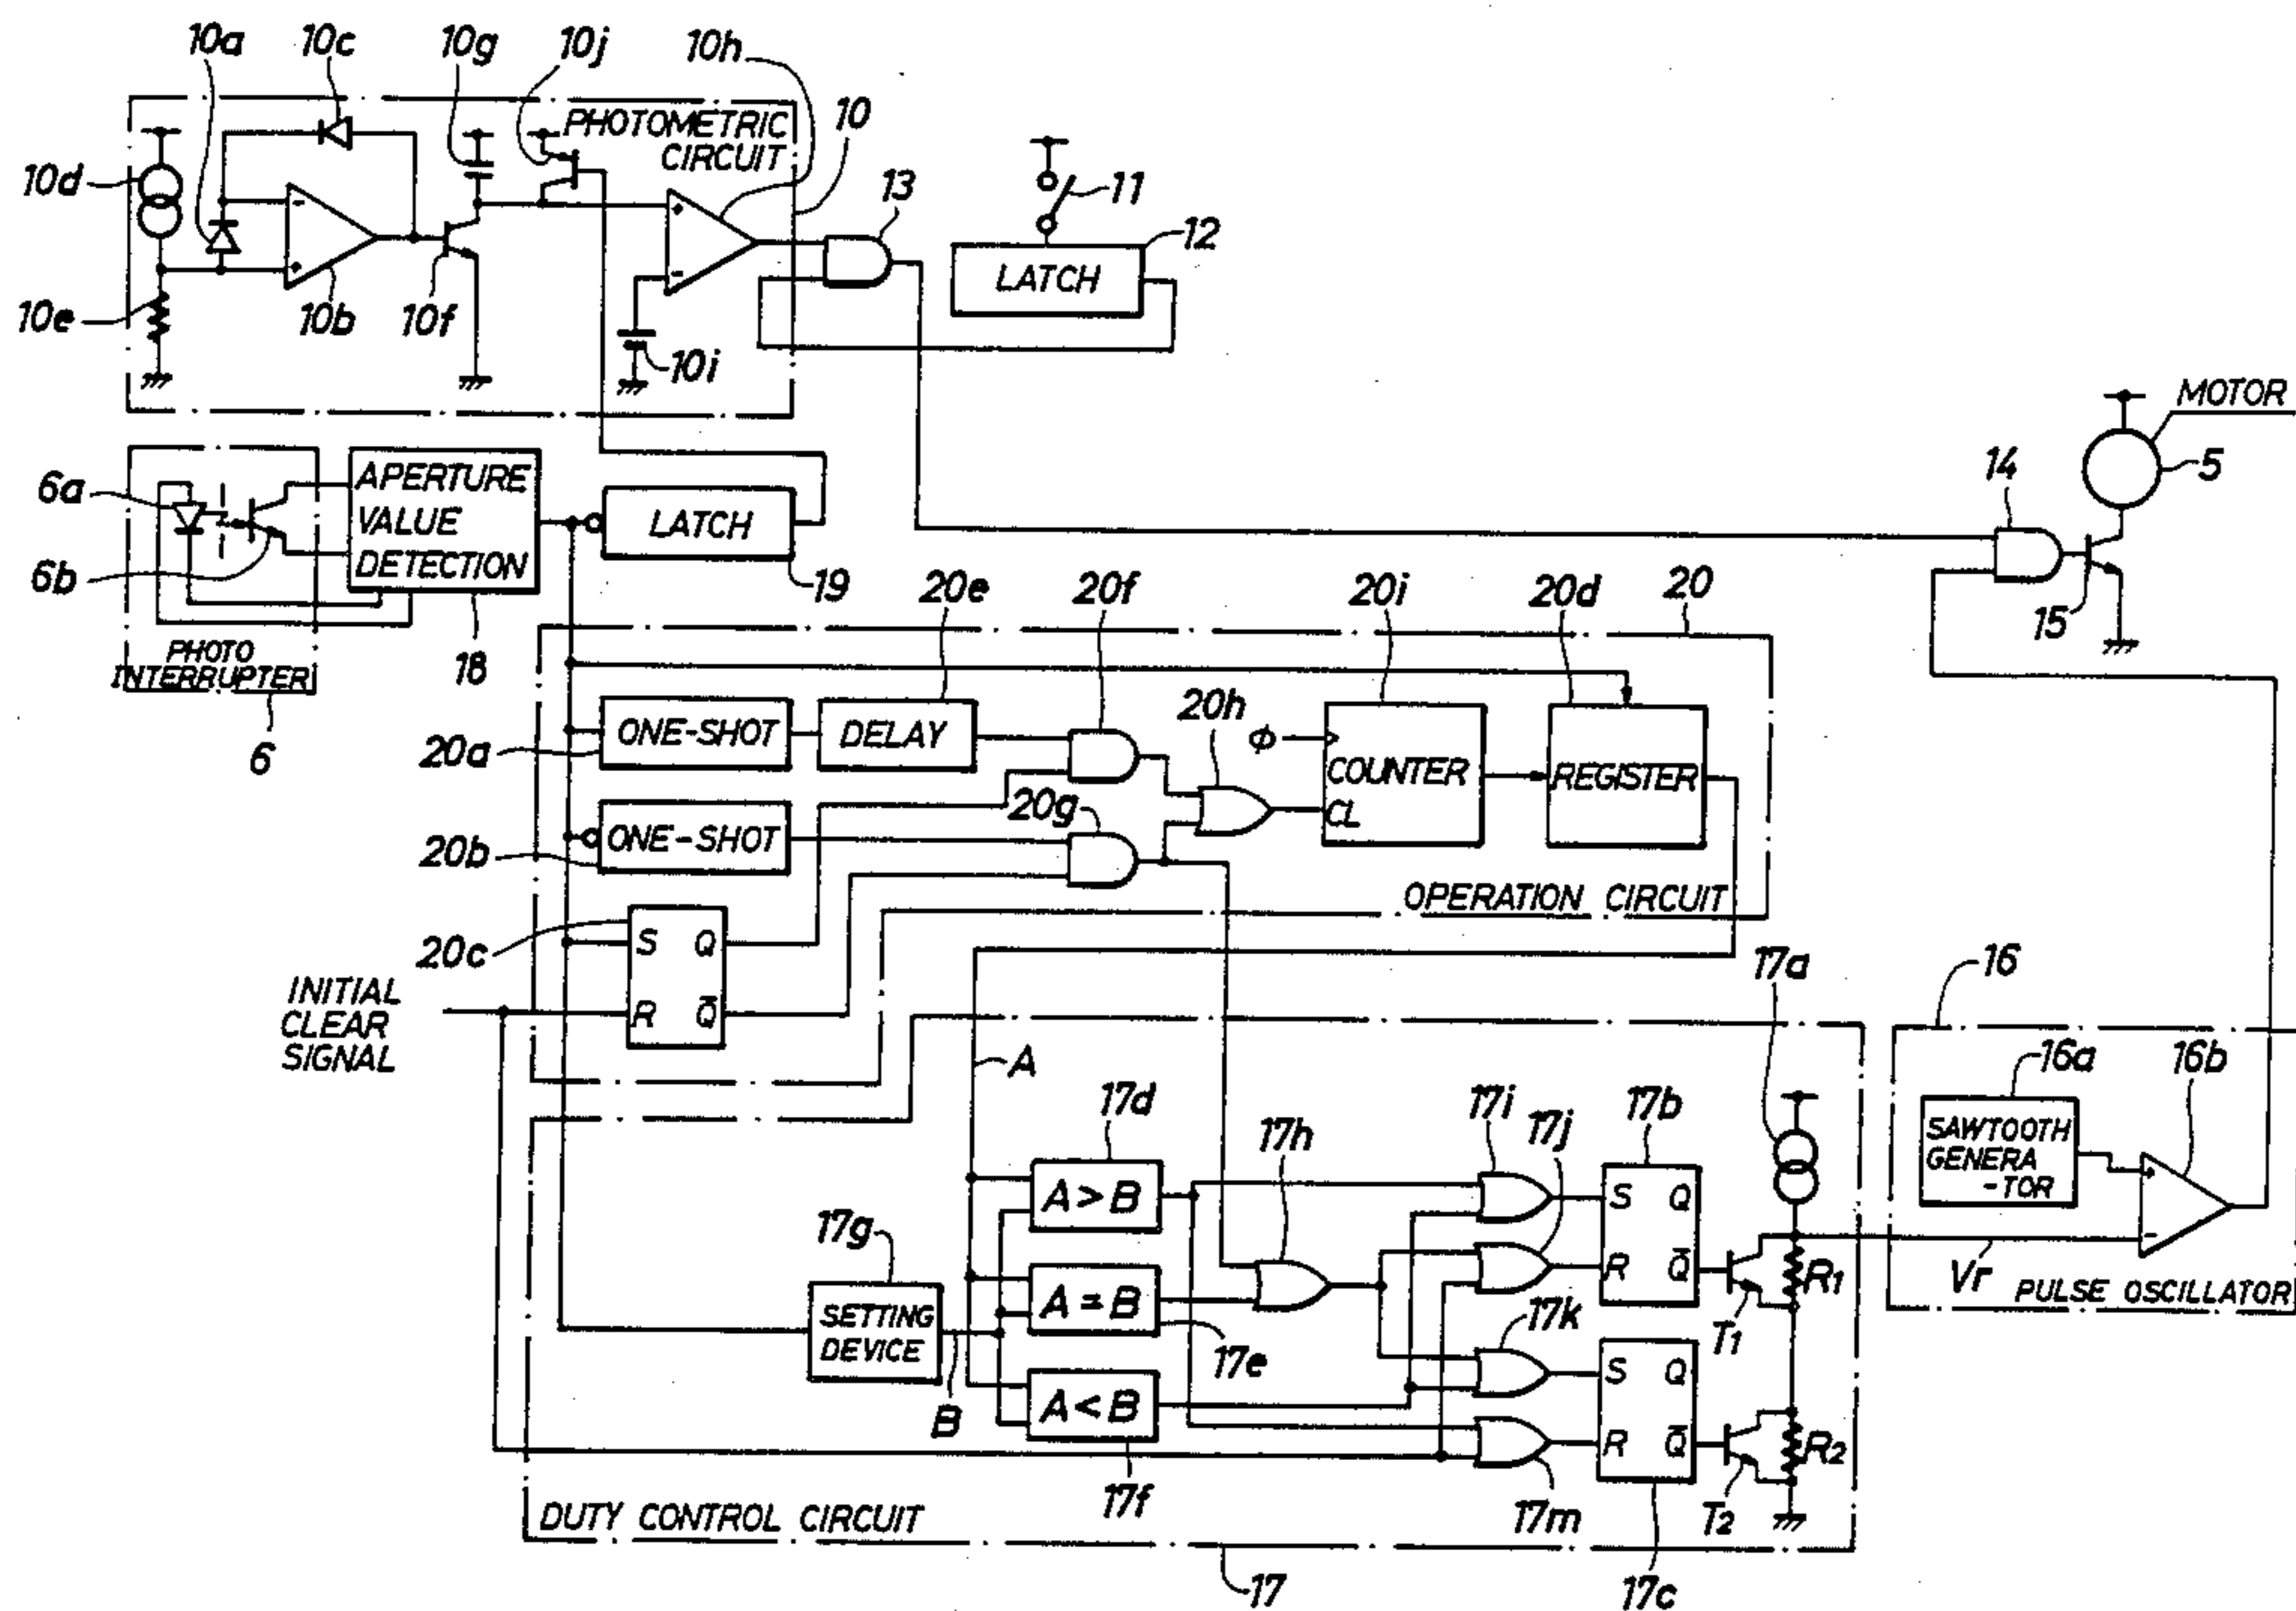 10a
10c
10g
10j
10h
PHOTOMETRIC
CIRCUIT
10
10d
-
+
10e
10b
10f
+
-
10i
13
11
12
LATCH
MOTOR
5
14
15
6a
6b
APERTURE
VALUE
DETECTION
LATCH
19
PHOTO
INTERRUPTER
6
18
20e
20f
20i
20d
20
20a
ONE-SHOT
DELAY
20h
Φ
COUNTER
CL
REGISTER
20b
ONE-SHOT
20g
OPERATION CIRCUIT
20c
S Q
R Q̅
INITIAL
CLEAR
SIGNAL
A
17a
16
16a
16b
SAWTOOTH
GENERA
-TOR
+
-
Vr
PULSE OSCILLATOR
17d
A > B
17h
17i
17j
17b
S Q
R Q̅
T1
R1
17g
SETTING
DEVICE
B
A = B
17e
17k
A < B
17f
17m
S Q
R Q̅
17c
T2
R2
DUTY CONTROL CIRCUIT
17